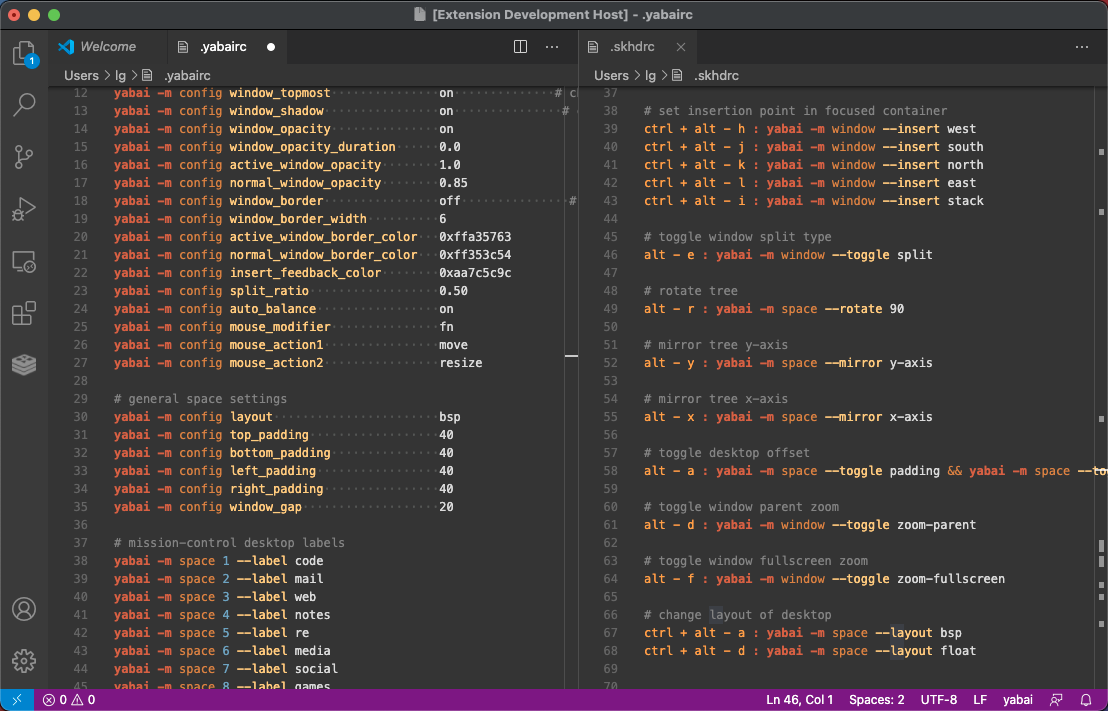 [Extension Development Host] - .yabairc
1
Welcome
.yabairc
.skhdrc
Users > lg > .yabairc
Users > lg > .skhdrc
12 yabai -m config window_topmost on #
13 yabai -m config window_shadow on #
14 yabai -m config window_opacity on
15 yabai -m config window_opacity_duration 0.0
16 yabai -m config active_window_opacity 1.0
17 yabai -m config normal_window_opacity 0.85
18 yabai -m config window_border off #
19 yabai -m config window_border_width 6
20 yabai -m config active_window_border_color 0xffa35763
21 yabai -m config normal_window_border_color 0xff353c54
22 yabai -m config insert_feedback_color 0xaa7c5c9c
23 yabai -m config split_ratio 0.50
24 yabai -m config auto_balance on
25 yabai -m config mouse_modifier fn
26 yabai -m config mouse_action1 move
27 yabai -m config mouse_action2 resize
28
29 # general space settings
30 yabai -m config layout bsp
31 yabai -m config top_padding 40
32 yabai -m config bottom_padding 40
33 yabai -m config left_padding 40
34 yabai -m config right_padding 40
35 yabai -m config window_gap 20
36
37 # mission-control desktop labels
38 yabai -m space 1 --label code
39 yabai -m space 2 --label mail
40 yabai -m space 3 --label web
41 yabai -m space 4 --label notes
42 yabai -m space 5 --label re
43 yabai -m space 6 --label media
44 yabai -m space 7 --label social
45 yabai -m space 8 --label games
37
38 # set insertion point in focused container
39 ctrl + alt - h : yabai -m window --insert west
40 ctrl + alt - j : yabai -m window --insert south
41 ctrl + alt - k : yabai -m window --insert north
42 ctrl + alt - l : yabai -m window --insert east
43 ctrl + alt - i : yabai -m window --insert stack
44
45 # toggle window split type
46 alt - e : yabai -m window --toggle split
47
48 # rotate tree
49 alt - r : yabai -m space --rotate 90
50
51 # mirror tree y-axis
52 alt - y : yabai -m space --mirror y-axis
53
54 # mirror tree x-axis
55 alt - x : yabai -m space --mirror x-axis
56
57 # toggle desktop offset
58 alt - a : yabai -m space --toggle padding && yabai -m space --to
59
60 # toggle window parent zoom
61 alt - d : yabai -m window --toggle zoom-parent
62
63 # toggle window fullscreen zoom
64 alt - f : yabai -m window --toggle zoom-fullscreen
65
66 # change layout of desktop
67 ctrl + alt - a : yabai -m space --layout bsp
68 ctrl + alt - d : yabai -m space --layout float
69
70
0 0
Ln 46, Col 1 Spaces: 2 UTF-8 LF yabai